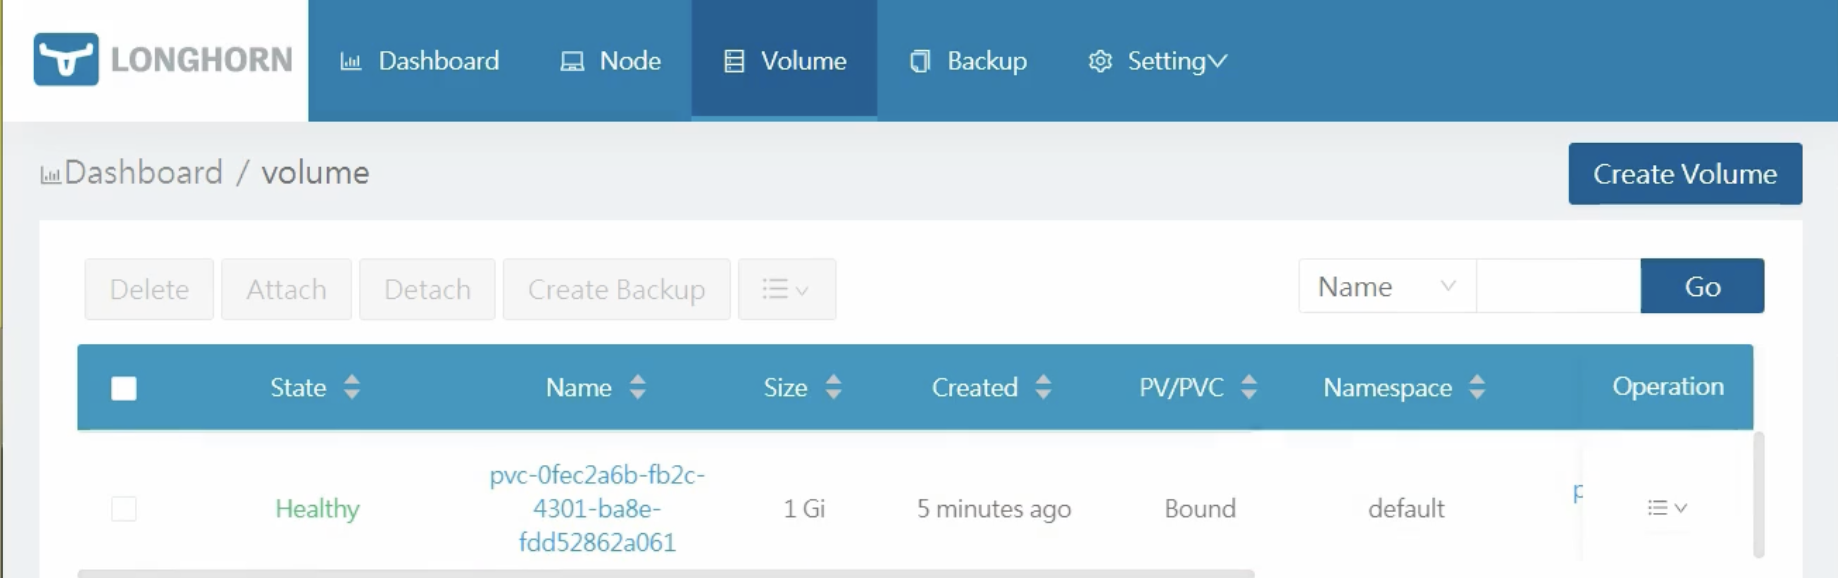 LONGHORN Dashboard Node Volume Backup Setting
Dashboard / volume
Create Volume
Delete Attach Detach Create Backup
Name Go
State Name Size Created PV/PVC Namespace Operation
pvc-0fec2a6b-fb2c-
Healthy 4301-ba8e- 1 Gi 5 minutes ago Bound default
fdd52862a061